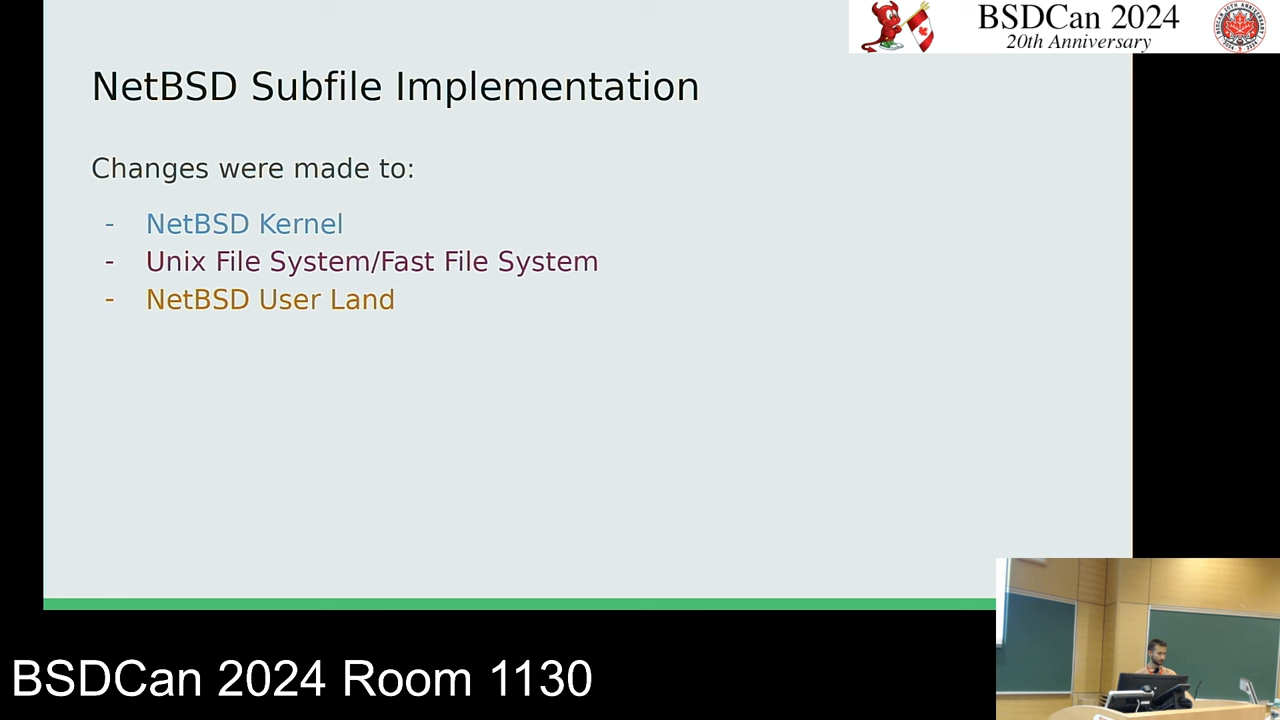 BSDCan 2024
20th Anniversary
NetBSD Subfile Implementation
Changes were made to:
- NetBSD Kernel
- Unix File System/Fast File System
- NetBSD User Land
BSDCan 2024 Room 1130